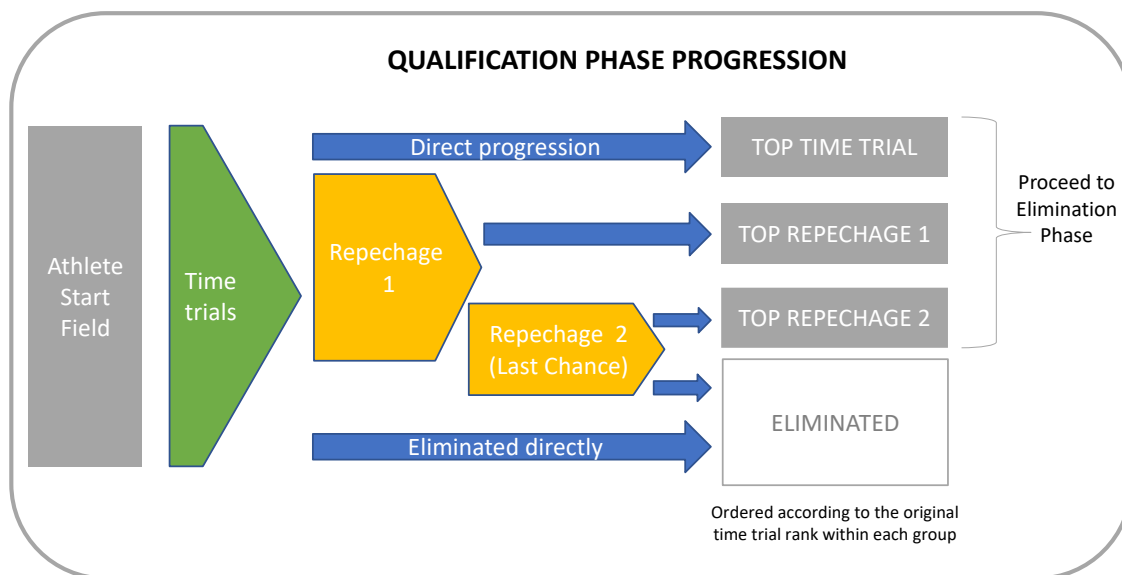 QUALIFICATION PHASE PROGRESSION
Athlete
Start
Field
Time
trials
Direct progression
Repechage
1
Repechage 2
(Last Chance)
Eliminated directly
TOP TIME TRIAL
TOP REPECHAGE 1
TOP REPECHAGE 2
ELIMINATED
Ordered according to the original
time trial rank within each group
Proceed to
Elimination
Phase